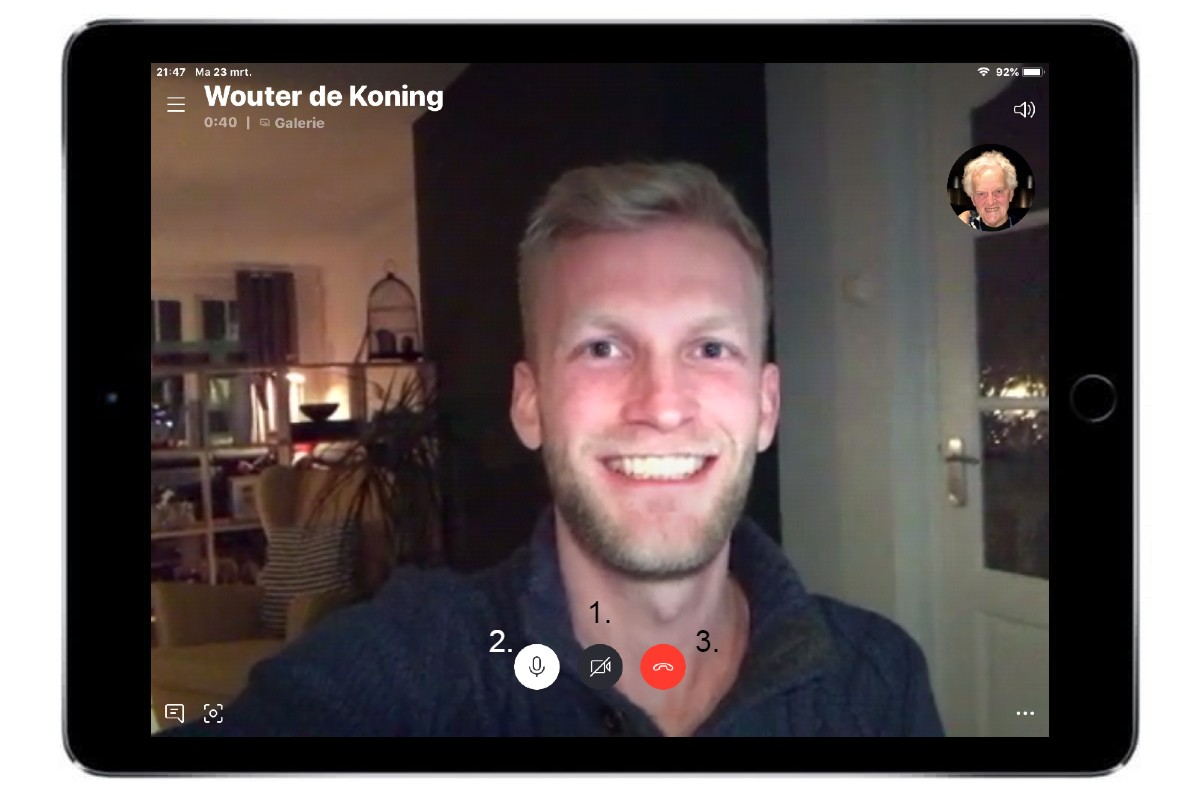 21:47 Ma 23 mrt.
92%
Wouter de Koning
0:40 | Galerie
1.
2.
3.